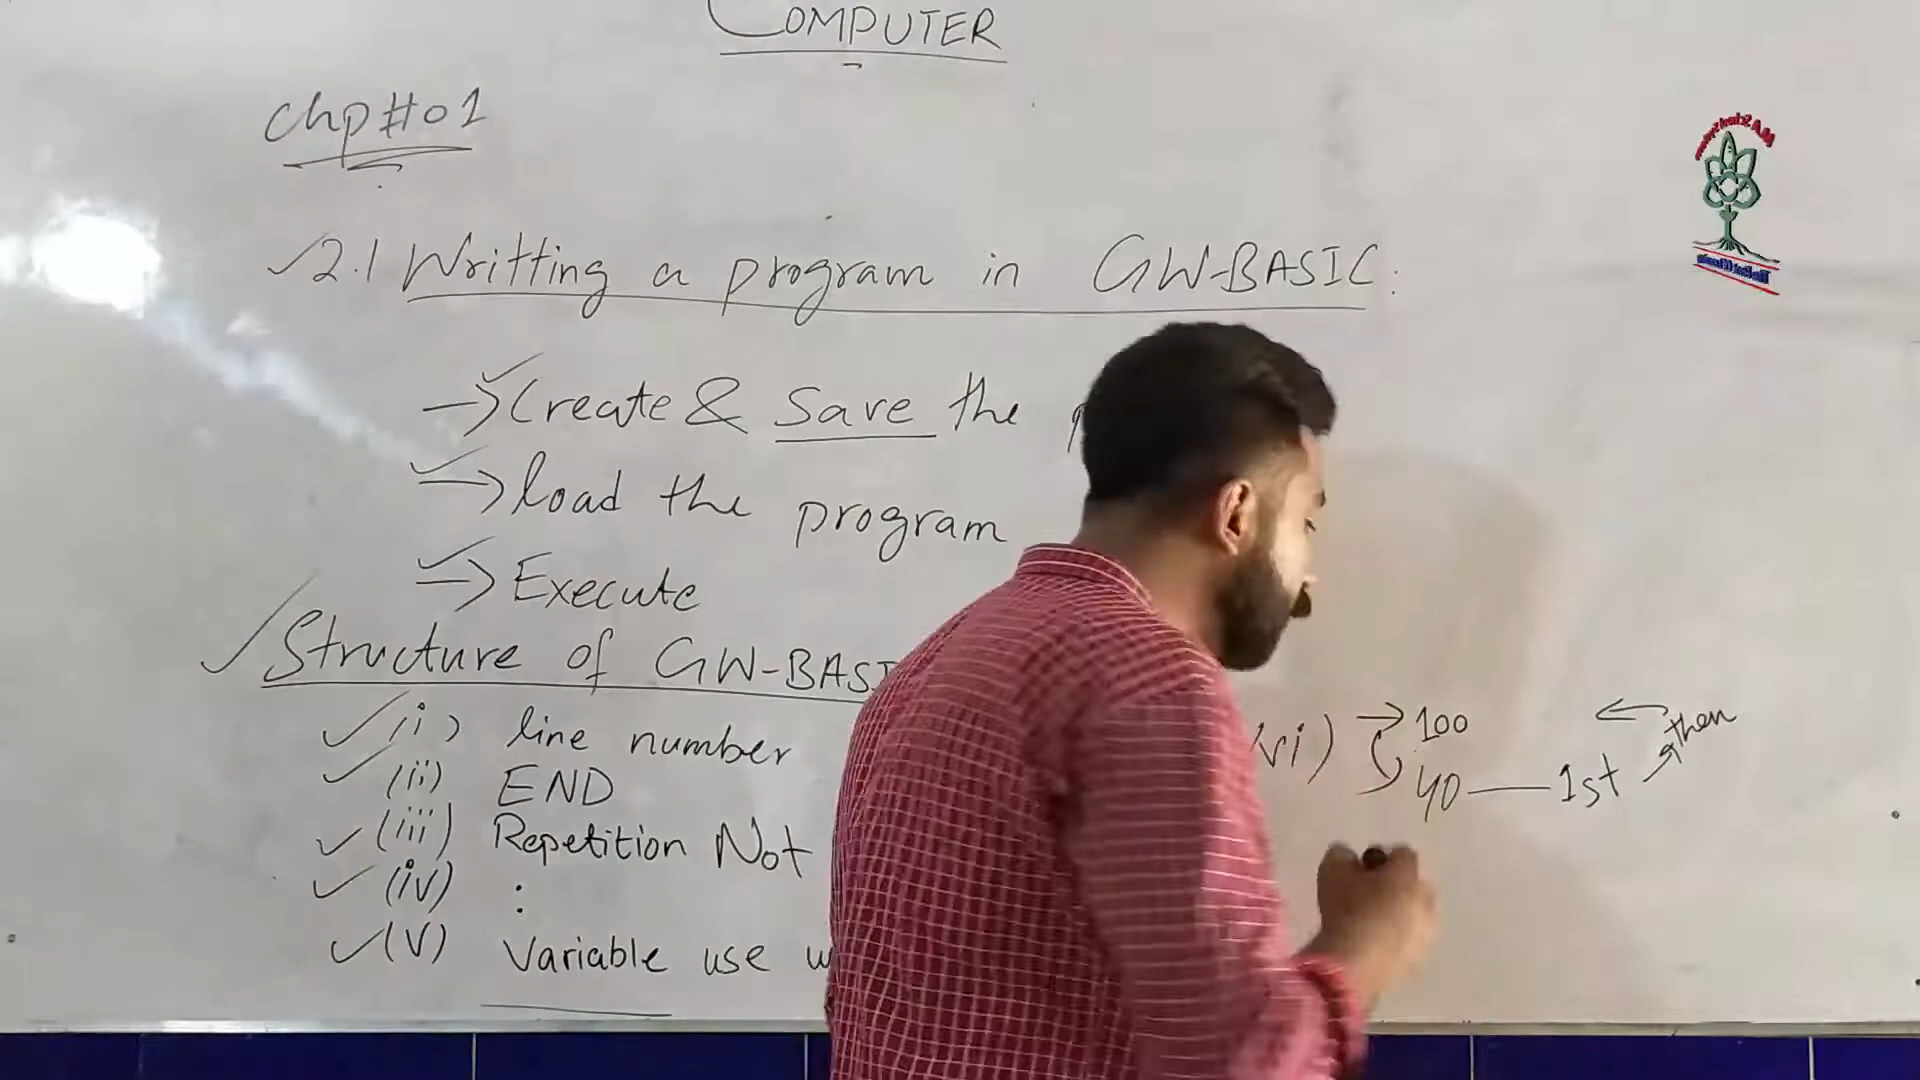 COMPUTER
Chp#01
2.1 Writting a program in GW-BASIC:
→ Create & Save the
→ load the program
→ Execute
Structure of GW-BASI
(i) line number
(ii) END
(iii) Repetition Not
(iv) :
(v) Variable use w
(vi) → 100
40 — 1st then